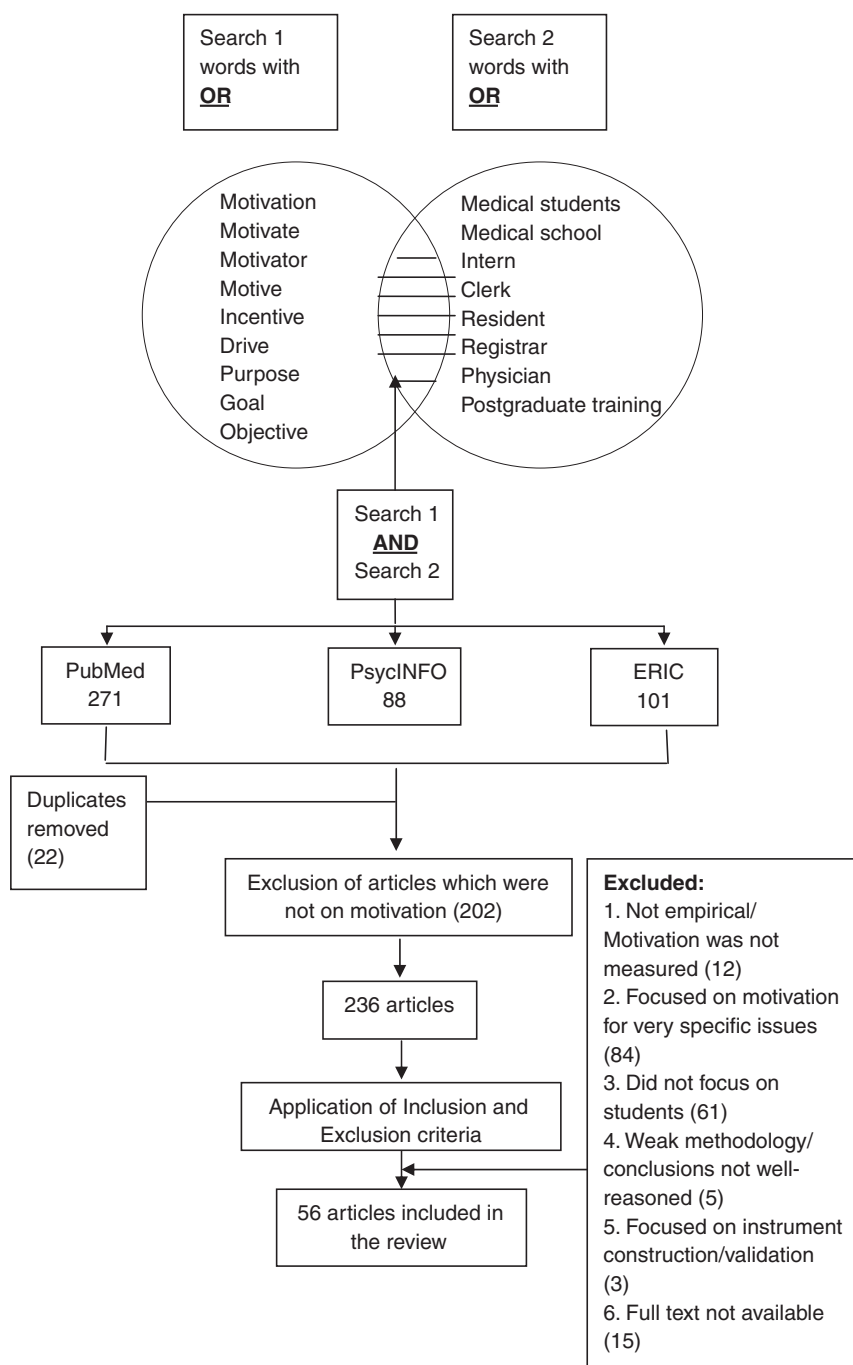 Search 1
words with
OR
Search 2
words with
OR
Motivation
Motivate
Motivator
Motive
Incentive
Drive
Purpose
Goal
Objective
Medical students
Medical school
Intern
Clerk
Resident
Registrar
Physician
Postgraduate training
Search 1
AND
Search 2
PubMed
271
PsycINFO
88
ERIC
101
Duplicates
removed
(22)
Exclusion of articles which were
not on motivation (202)
236 articles
Application of Inclusion and
Exclusion criteria
56 articles included in
the review
Excluded:
1. Not empirical/
Motivation was not
measured (12)
2. Focused on motivation
for very specific issues
(84)
3. Did not focus on
students (61)
4. Weak methodology/
conclusions not well-
reasoned (5)
5. Focused on instrument
construction/validation
(3)
6. Full text not available
(15)